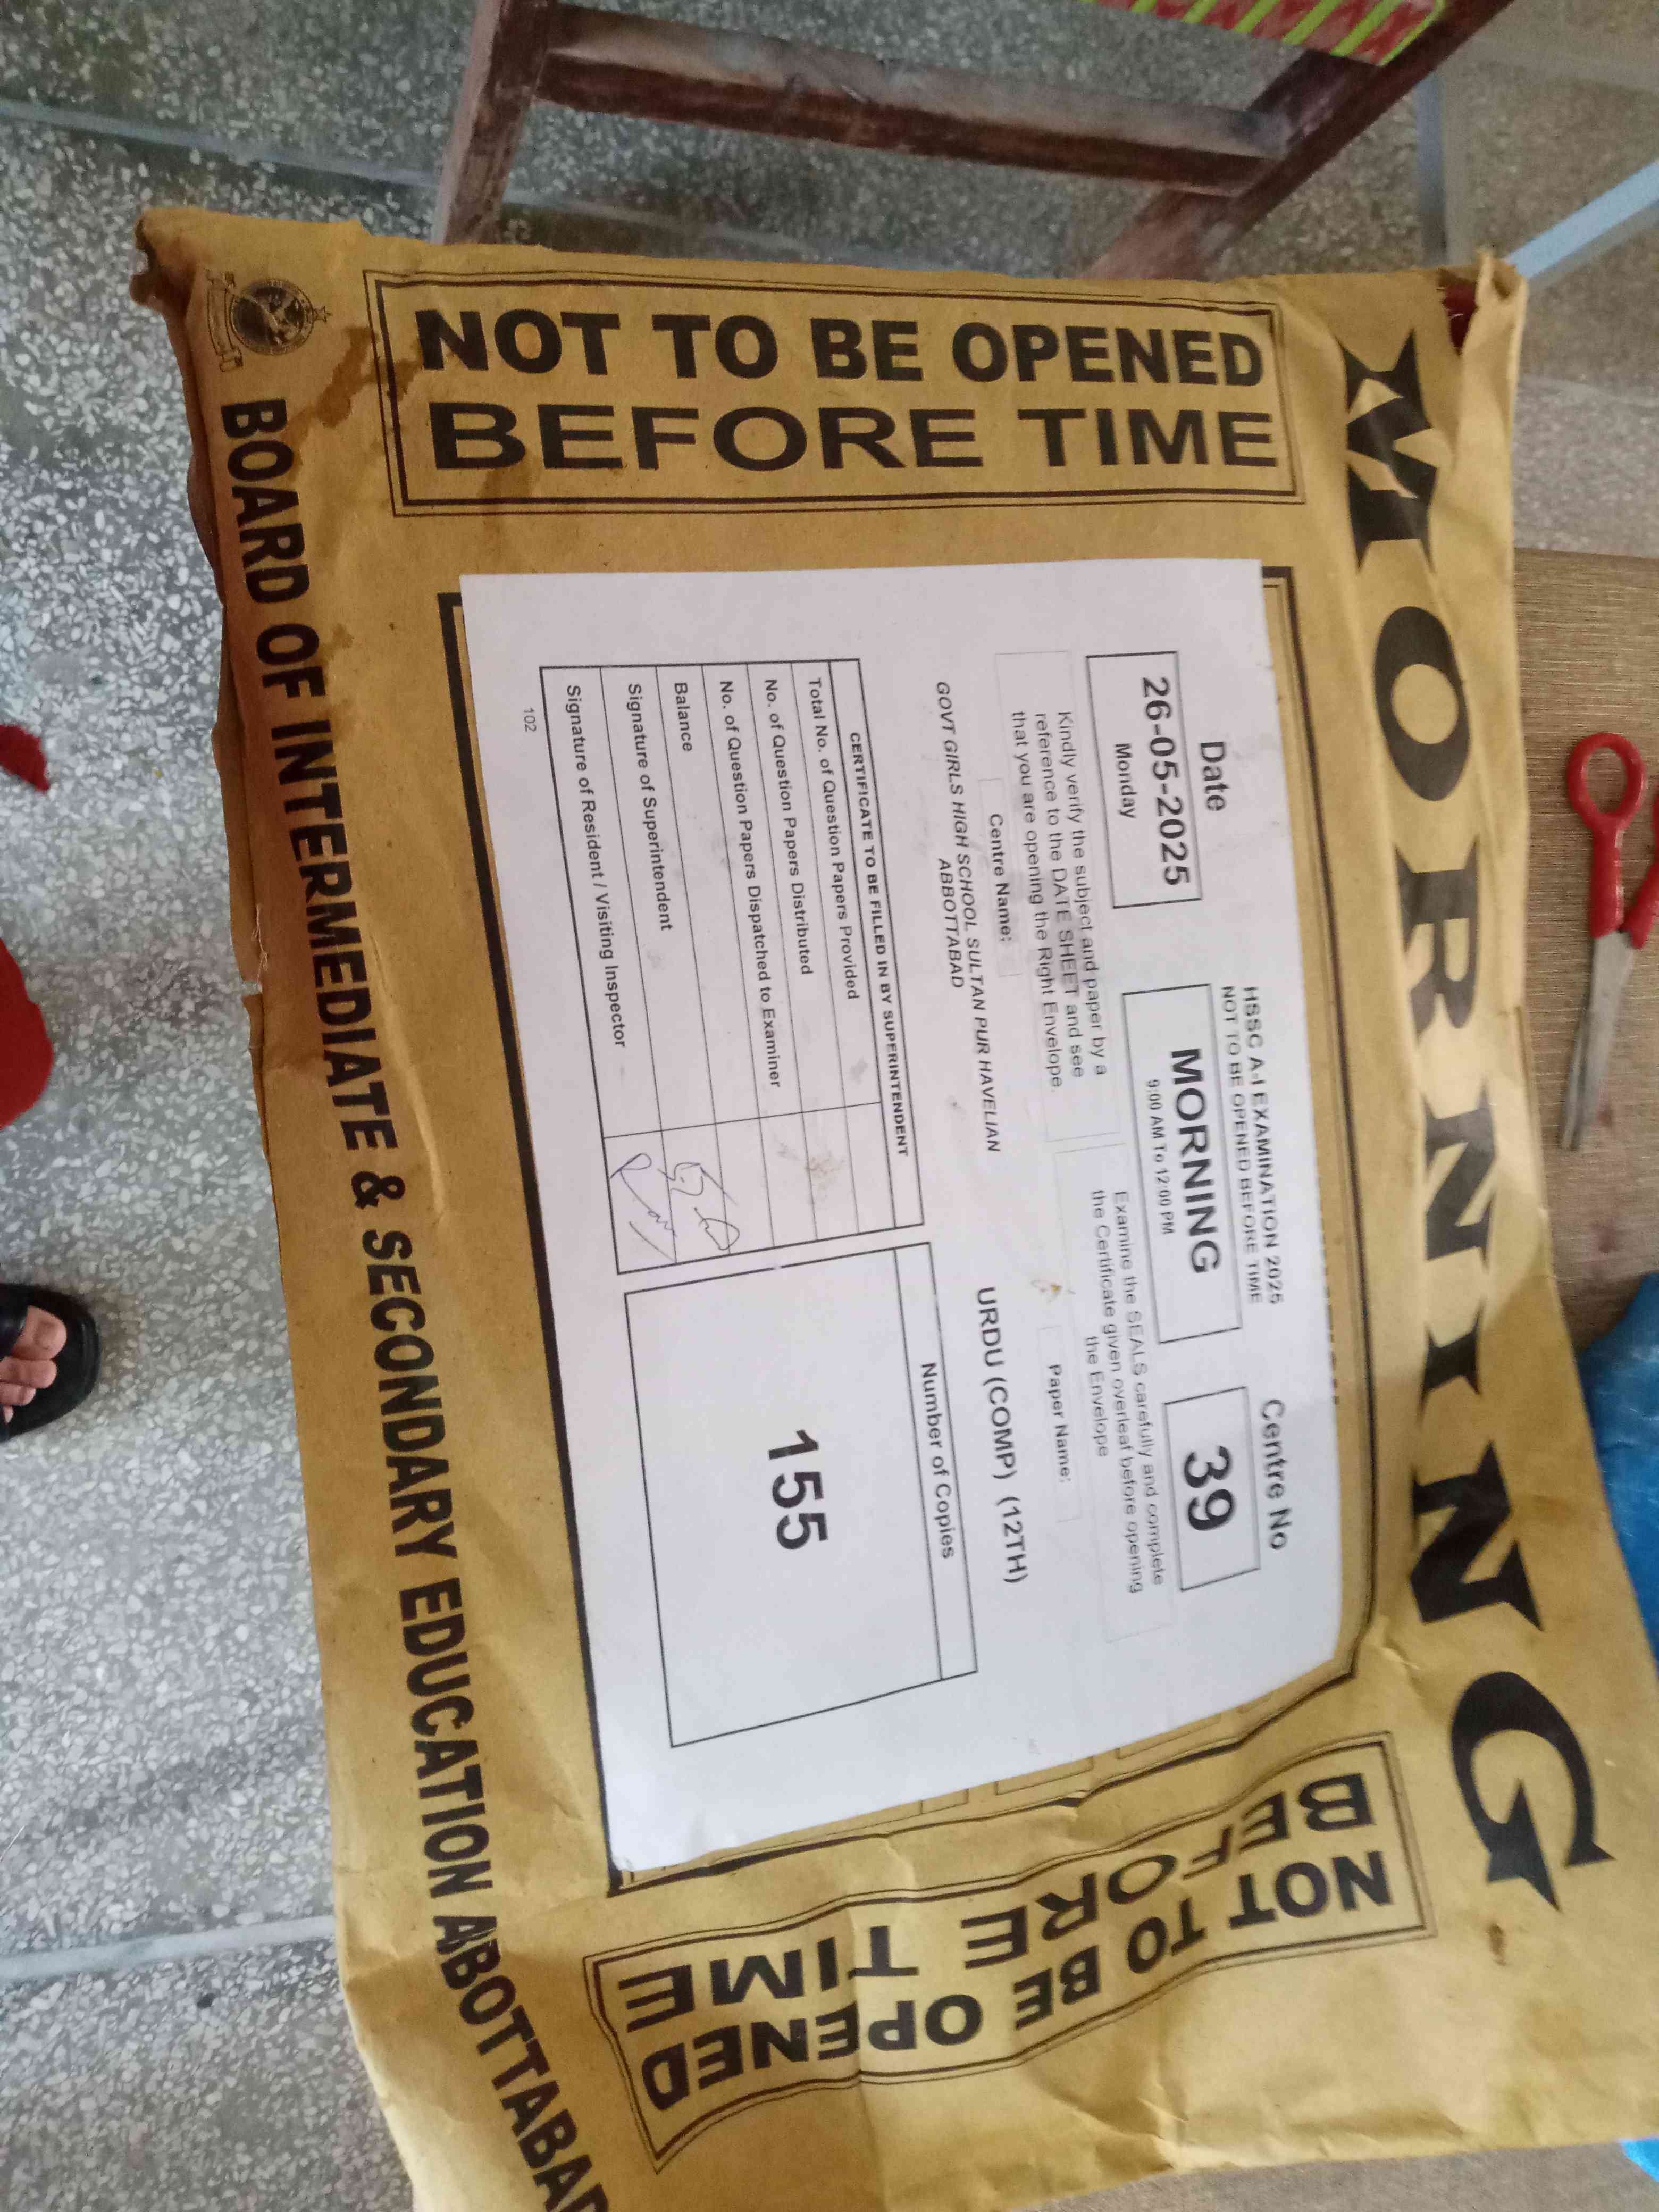 MORNING
NOT TO BE OPENED
BEFORE TIME
HSSC A-I EXAMINATION 2025
NOT TO BE OPENED BEFORE TIME
Date
26-05-2025
Monday
MORNING
9:00 AM To 12:00 PM
Centre No
39
Kindly verify the subject and paper by a
reference to the DATE SHEET and see
that you are opening the Right Envelope.
Examine the SEALS carefully and complete
the Certificate given overleaf before opening
the Envelope
Centre Name:
GOVT GIRLS HIGH SCHOOL SULTAN PUR HAVELIAN
ABBOTTABAD
Paper Name:
URDU (COMP) (12TH)
CERTIFICATE TO BE FILLED IN BY SUPERINTENDENT
Total No. of Question Papers Provided
No. of Question Papers Distributed
No. of Question Papers Dispatched to Examiner
Balance
Signature of Superintendent
Signature of Resident / Visiting Inspector
102
Number of Copies
155
NOT TO BE OPENED
BEFORE TIME
BOARD OF INTERMEDIATE & SECONDARY EDUCATION ABOTTABAD